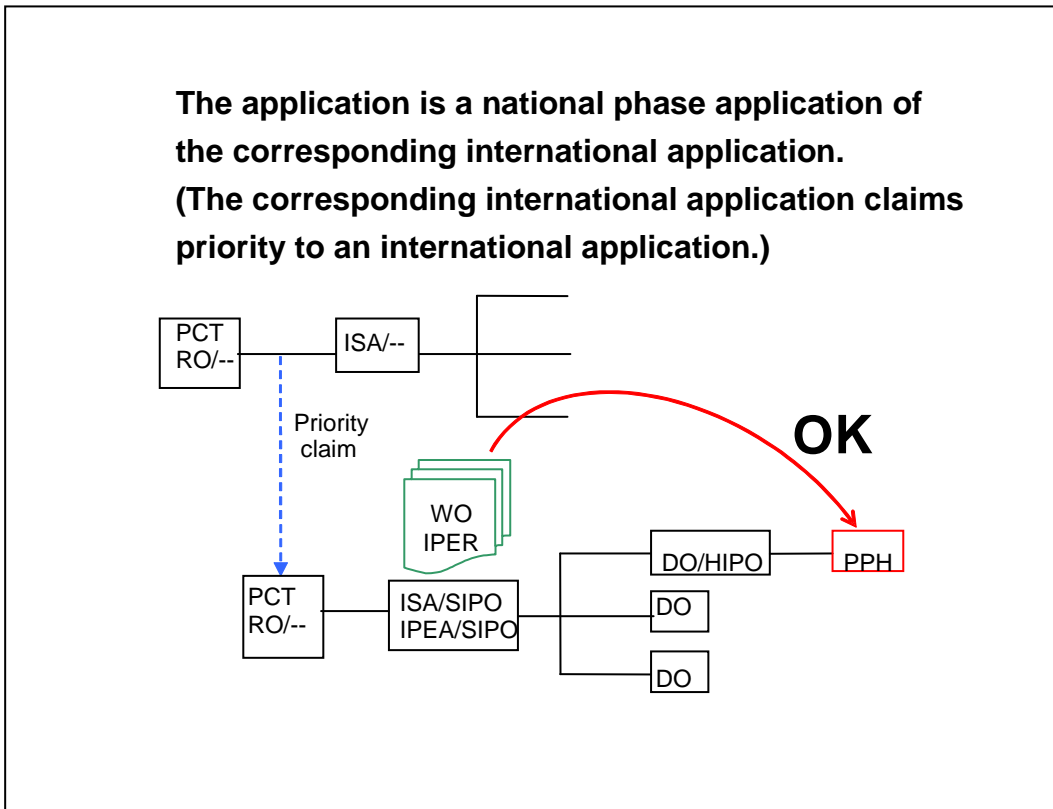 The application is a national phase application of
the corresponding international application.
(The corresponding international application claims
priority to an international application.)
PCT
RO/--
ISA/--
Priority
claim
OK
WO
IPER
DO/HIPO
PPH
PCT
RO/--
ISA/SIPO
IPEA/SIPO
DO
DO